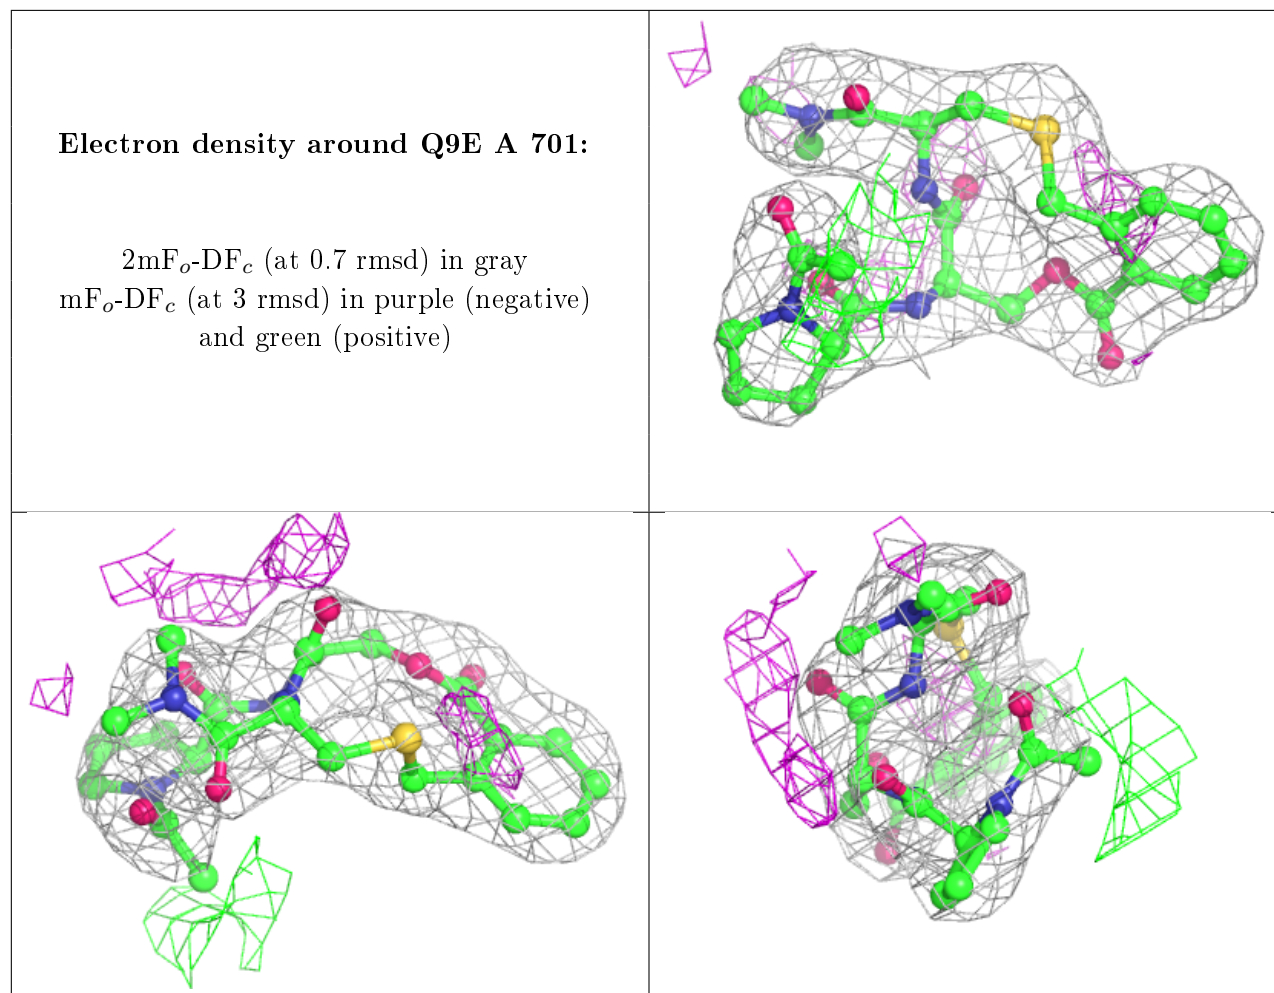 Electron density around Q9E A 701:
2mFₒ-DF𝒸 (at 0.7 rmsd) in gray
mFₒ-DF𝒸 (at 3 rmsd) in purple (negative)
and green (positive)